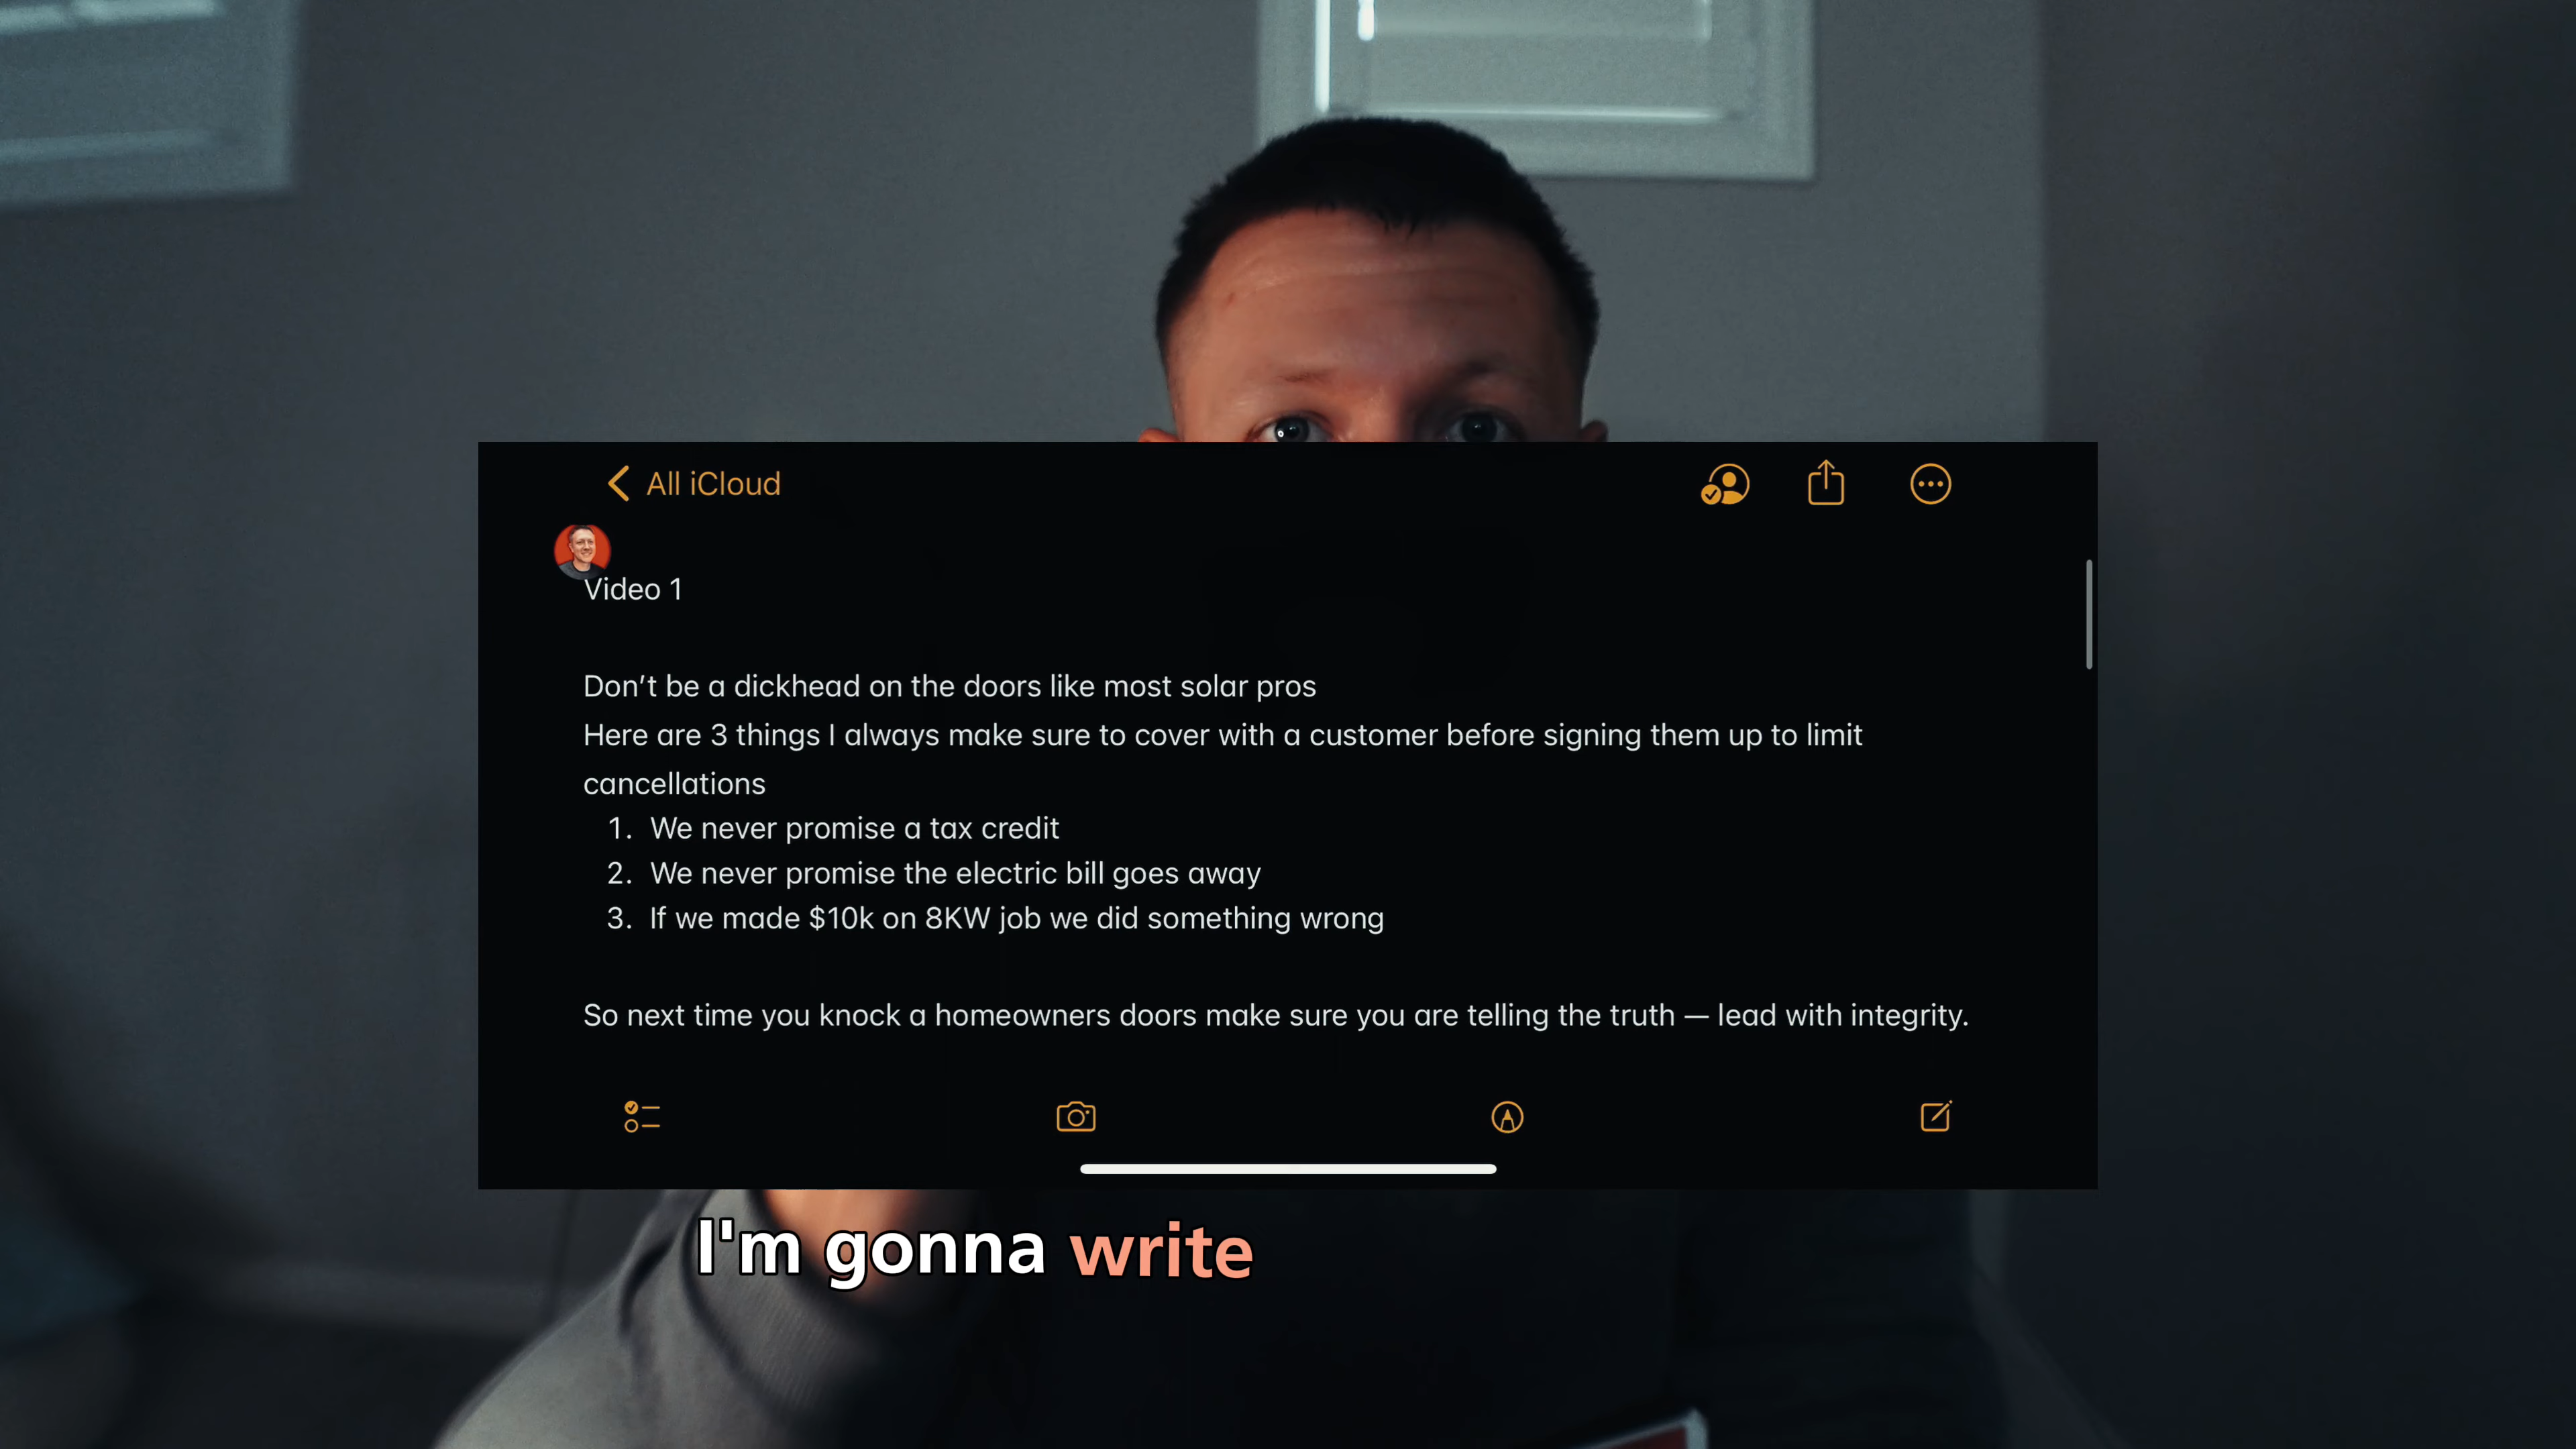 All iCloud
Video 1
Don’t be a dickhead on the doors like most solar pros
Here are 3 things I always make sure to cover with a customer before signing them up to limit
cancellations
1. We never promise a tax credit
2. We never promise the electric bill goes away
3. If we made $10k on 8KW job we did something wrong
So next time you knock a homeowners doors make sure you are telling the truth — lead with integrity.
I'm gonna write